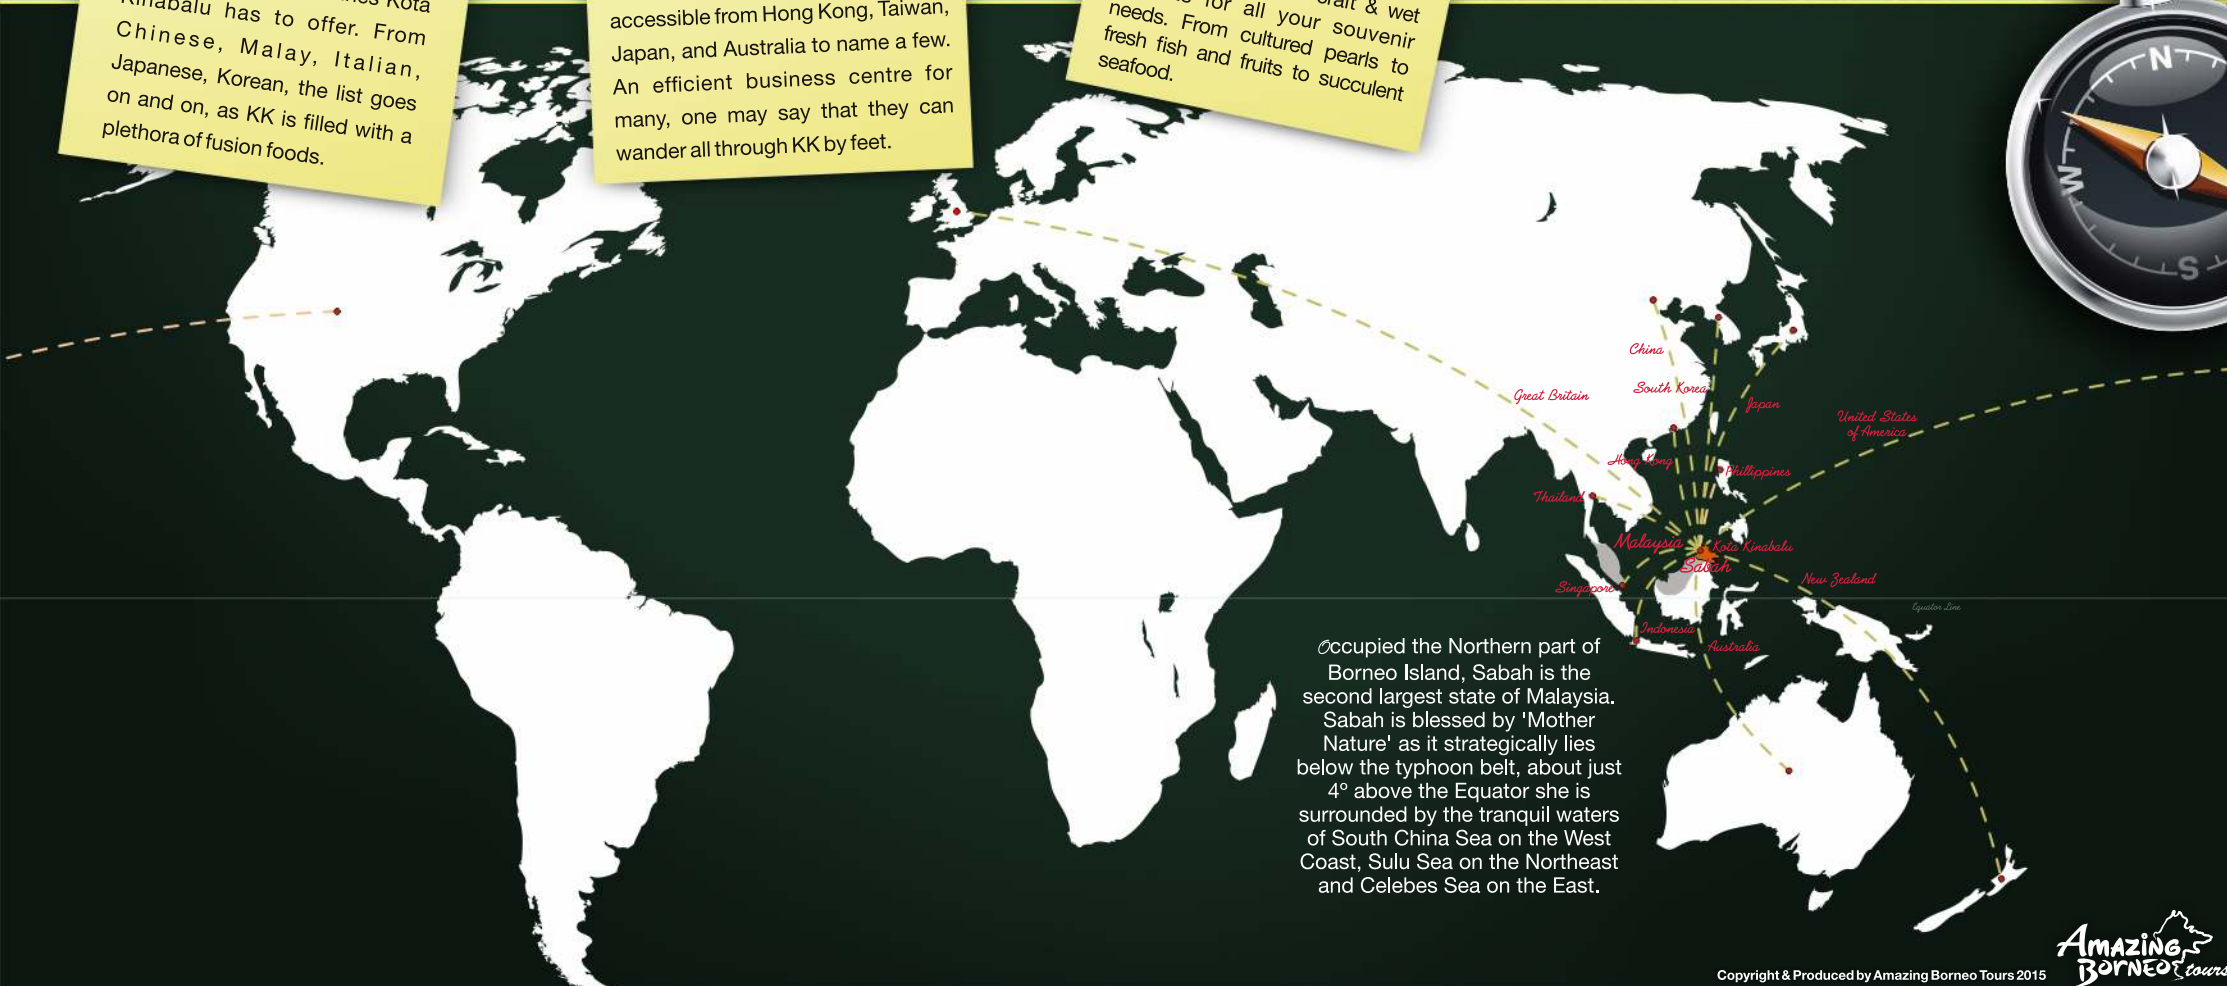 Kota
Kinabalu has to offer. From
Chinese, Malay, Italian,
Japanese, Korean, the list goes
on and on, as KK is filled with a
plethora of fusion foods.
accessible from Hong Kong, Taiwan,
Japan, and Australia to name a few.
An efficient business centre for
many, one may say that they can
wander all through KK by feet.
& wet
for all your souvenir
needs. From cultured pearls to
fresh fish and fruits to succulent
seafood.
N
W
S
China
South Korea
Great Britain
Japan
United States
of America
Hong Kong
Phillippines
Thailand
Malaysia
Kota Kinabalu
Sabah
Singapore
New Zealand
Equator Line
Indonesia
Australia
Occupied the Northern part of
Borneo Island, Sabah is the
second largest state of Malaysia.
Sabah is blessed by 'Mother
Nature' as it strategically lies
below the typhoon belt, about just
4º above the Equator she is
surrounded by the tranquil waters
of South China Sea on the West
Coast, Sulu Sea on the Northeast
and Celebes Sea on the East.
AMAZING
BORNEO tours
Copyright & Produced by Amazing Borneo Tours 2015